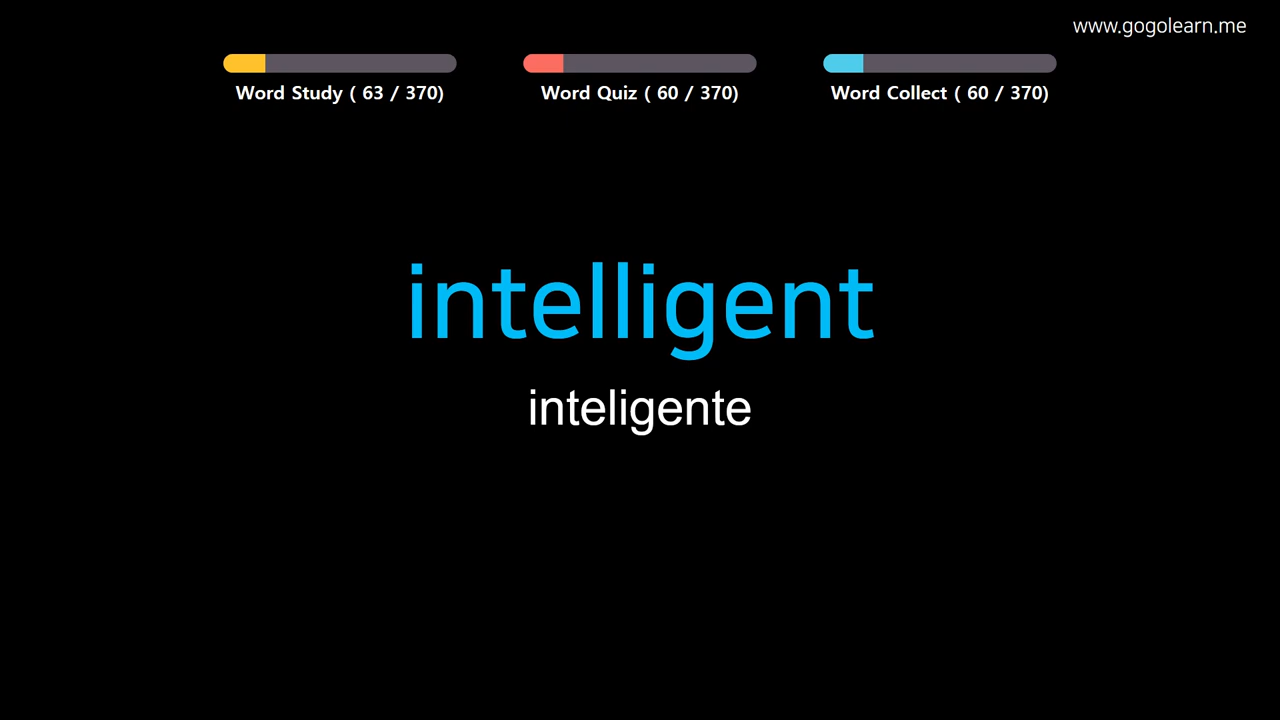 www.gogolearn.me
Word Study ( 63 / 370)
Word Quiz ( 60 / 370)
Word Collect ( 60 / 370)
intelligent
inteligente